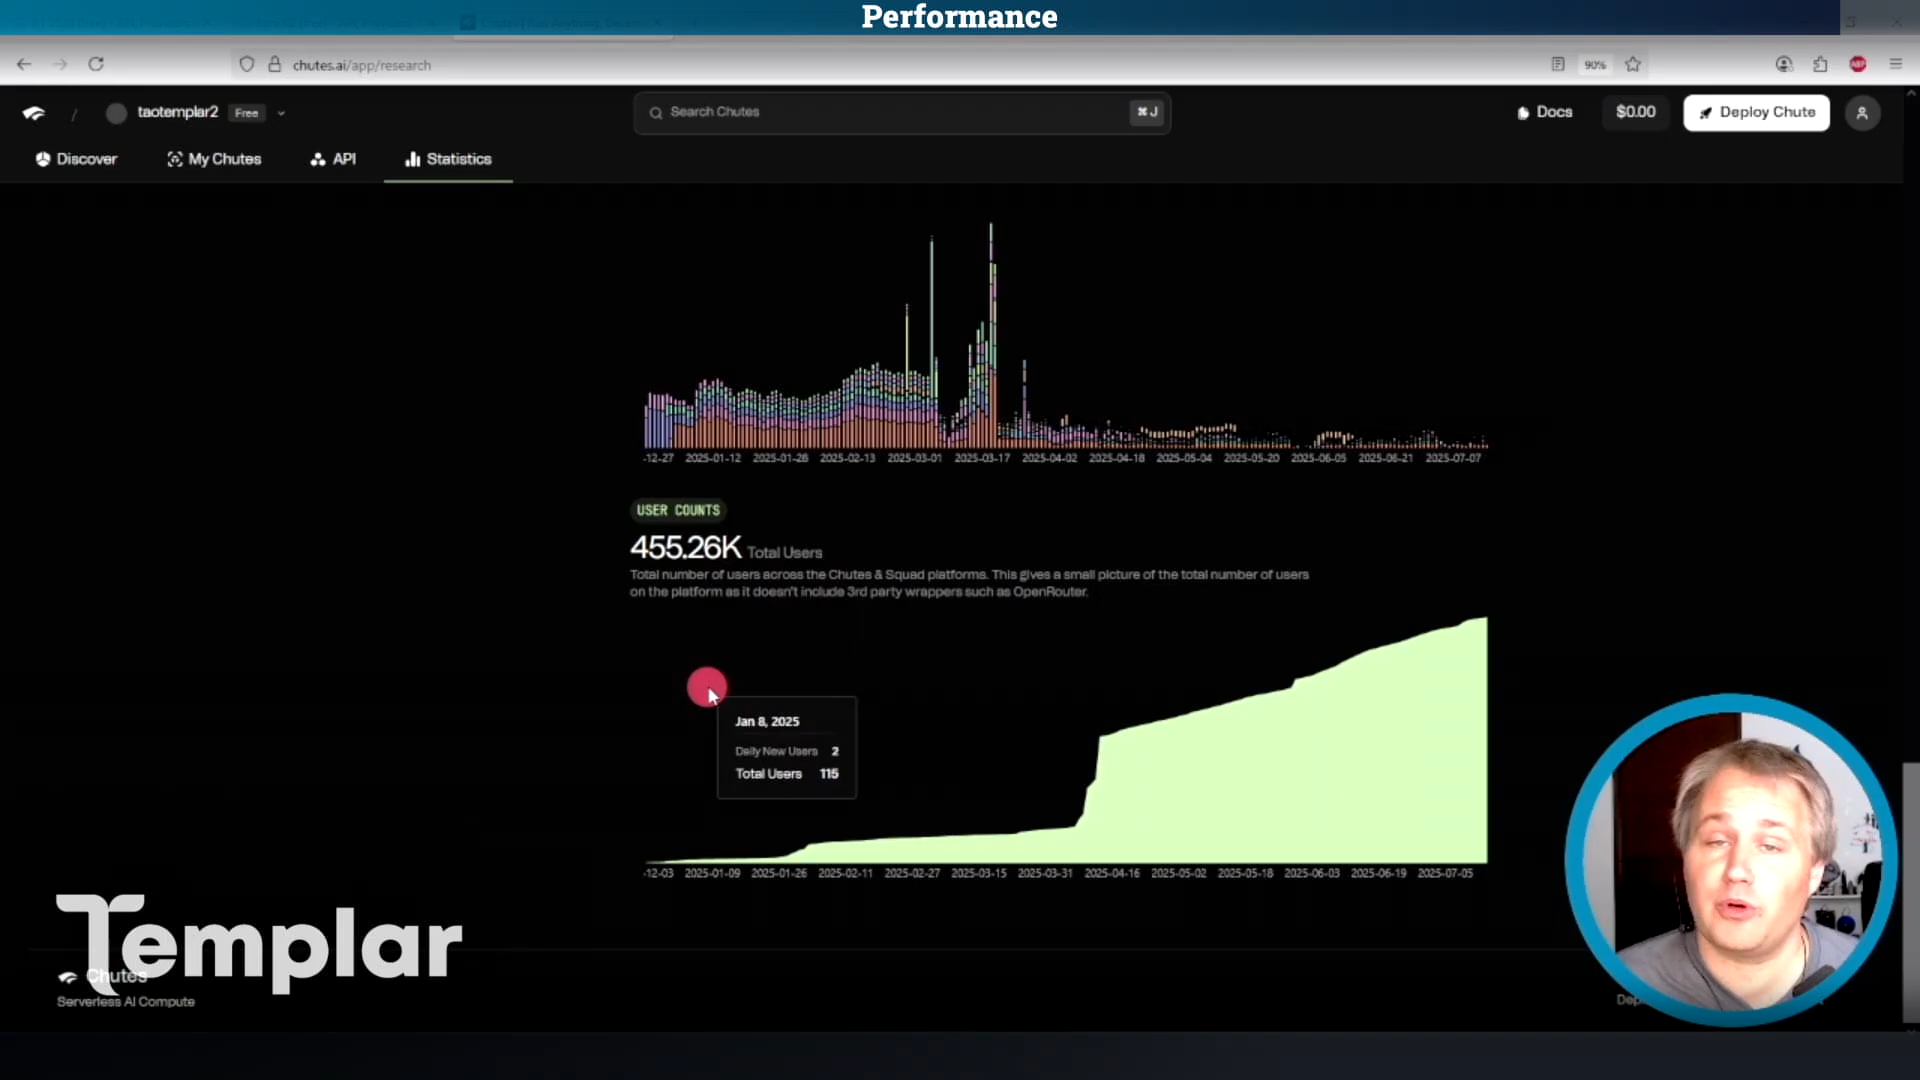 Performance
chutes.ai/app/research
90%
taotemplar2 Free
Search Chutes
⌘ J
Docs
$0.00
Deploy Chute
Discover
My Chutes
API
Statistics
-12-27 2025-01-12 2025-01-28 2025-02-13 2025-03-01 2025-03-17 2025-04-02 2025-04-18 2025-05-04 2025-05-20 2025-06-05 2025-06-21 2025-07-07
USER COUNTS
455.26K Total Users
Total number of users across the Chutes & Squad platforms. This gives a small picture of the total number of users
on the platform as it doesn't include 3rd party wrappers such as OpenRouter.
Jan 8, 2025
Daily New Users 2
Total Users 115
-12-03 2025-01-09 2025-01-26 2025-02-11 2025-02-27 2025-03-15 2025-03-31 2025-04-16 2025-05-02 2025-05-18 2025-06-03 2025-06-19 2025-07-05
Templar
Chutes
Serverless AI Compute